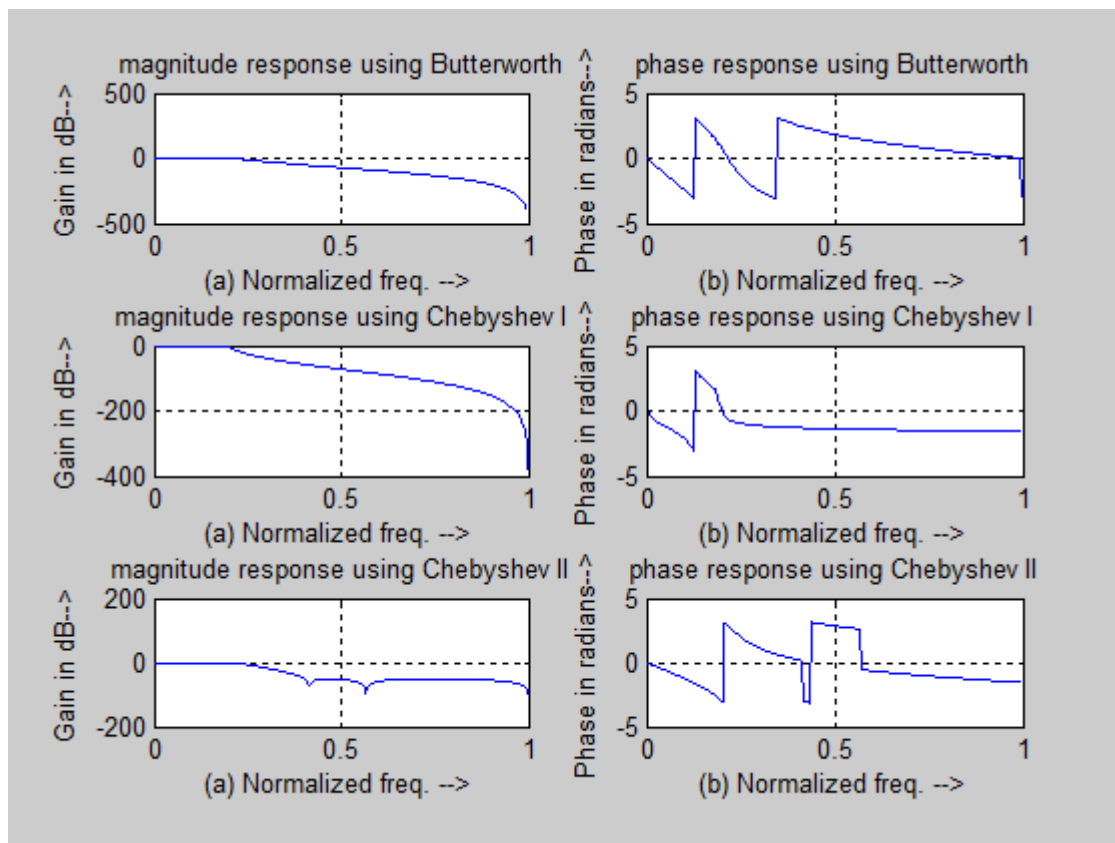 magnitude response using Butterworth
Gain in dB-->
500
0
-500
0
0.5
1
(a) Normalized freq. -->
phase response using Butterworth
Phase in radians-->
5
0
-5
0
0.5
1
(b) Normalized freq. -->
magnitude response using Chebyshev I
Gain in dB-->
0
-200
-400
0
0.5
1
(a) Normalized freq. -->
phase response using Chebyshev I
Phase in radians-->
5
0
-5
0
0.5
1
(b) Normalized freq. -->
magnitude response using Chebyshev II
Gain in dB-->
200
0
-200
0
0.5
1
(a) Normalized freq. -->
phase response using Chebyshev II
Phase in radians-->
5
0
-5
0
0.5
1
(b) Normalized freq. -->